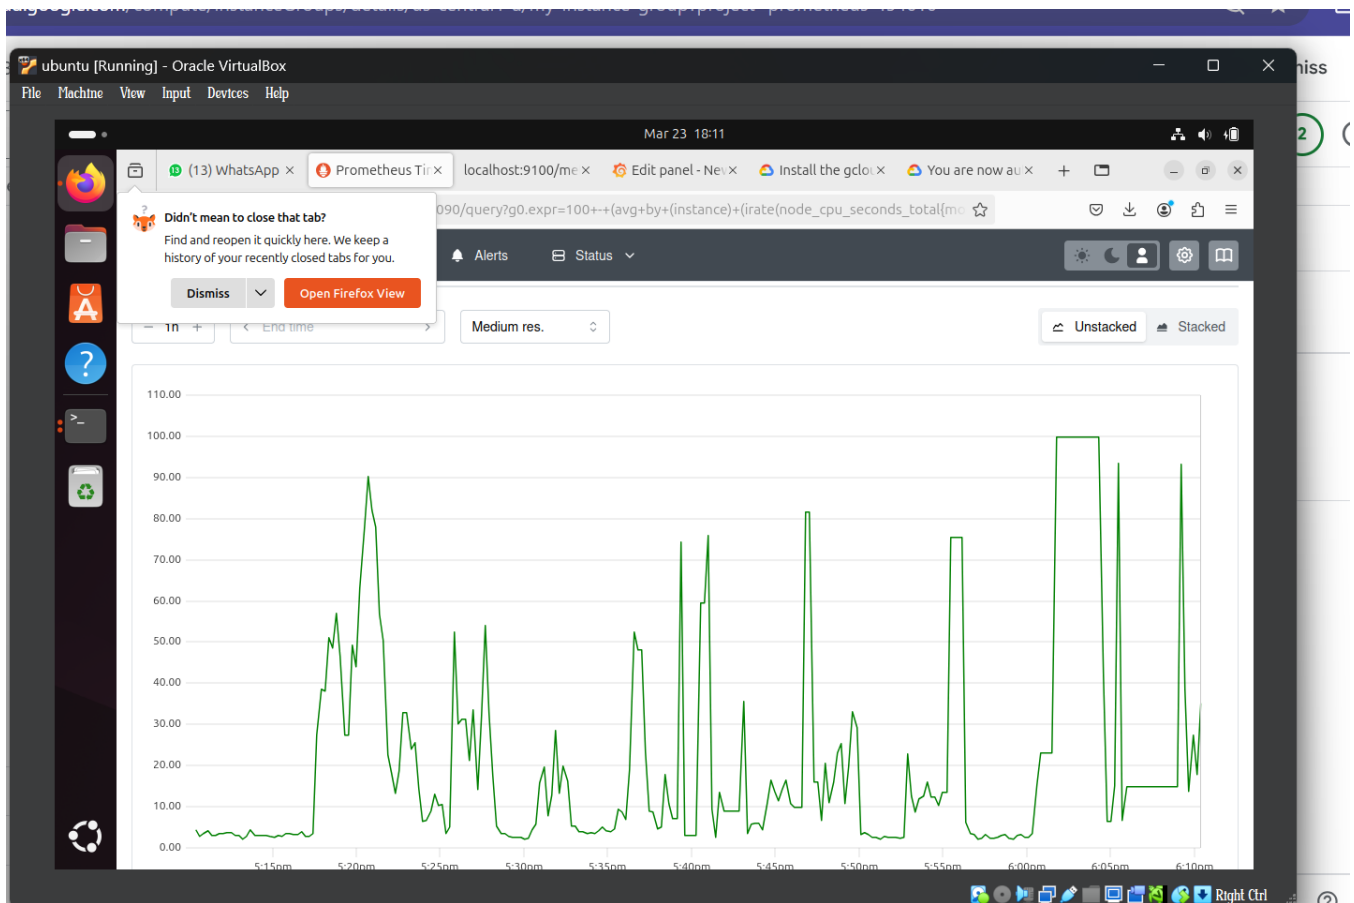 ubuntu [Running] - Oracle VirtualBox
File Machine View Input Devices Help
niss
Mar 23 18:11
2
(13) WhatsApp
Prometheus Tir
localhost:9100/me
Edit panel - Nev
Install the gclou
You are now au
090/query?g0.expr=100+-+(avg+by+(instance)+(irate(node_cpu_seconds_total{mo
Didn't mean to close that tab?
Find and reopen it quickly here. We keep a
history of your recently closed tabs for you.
Dismiss
Open Firefox View
Alerts
Status
1h
End time
Medium res.
Unstacked
Stacked
110.00
100.00
90.00
80.00
70.00
60.00
50.00
40.00
30.00
20.00
10.00
0.00
5:15pm 5:20pm 5:25pm 5:30pm 5:35pm 5:40pm 5:45pm 5:50pm 5:55pm 6:00pm 6:05pm 6:10pm
Right Ctrl